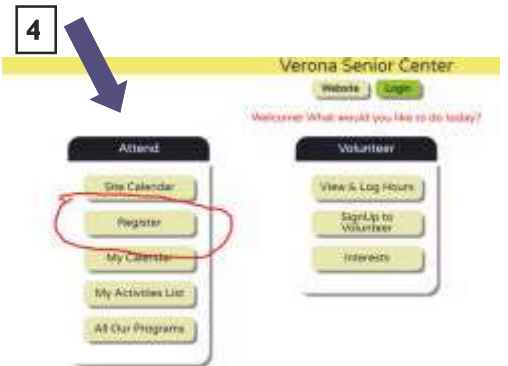 4
Verona Senior Center
Website
Login
Welcome! What would you like to do today?
Attend
Site Calendar
Register
My Calendar
My Activities List
All Our Programs
Volunteer
View & Log Hours
SignUp to
Volunteer
Interests